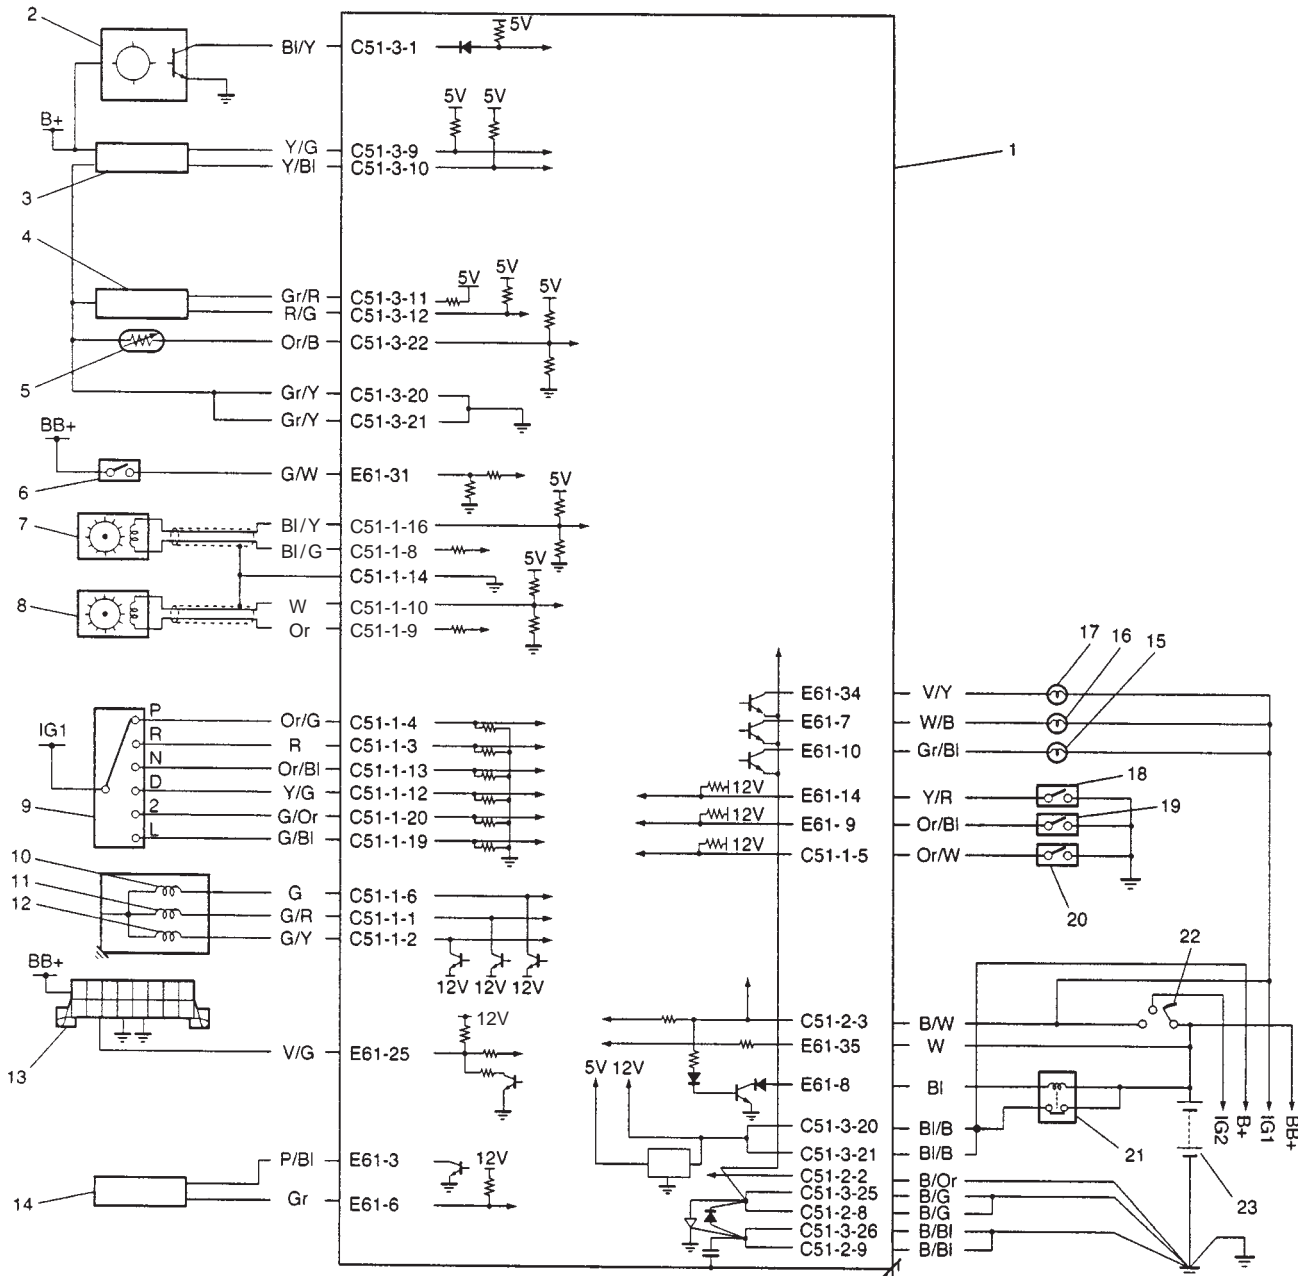 2
Bl/Y C51-3-1
5V
B+
5V 5V
Y/G C51-3-9
Y/Bl C51-3-10
1
3
4
5V 5V 5V
Gr/R C51-3-11
R/G C51-3-12
Or/B C51-3-22
5
Gr/Y C51-3-20
Gr/Y C51-3-21
BB+
G/W E61-31
6
5V
7
Bl/Y C51-1-16
Bl/G C51-1-8
C51-1-14
5V
8
W C51-1-10
Or C51-1-9
17 16 15
E61-34 V/Y
E61-7 W/B
E61-10 Gr/Bl
IG1
P Or/G C51-1-4
R R C51-1-3
N Or/Bl C51-1-13
D Y/G C51-1-12
2 G/Or C51-1-20
L G/Bl C51-1-19
9
12V E61-14 Y/R 18
12V E61-9 Or/Bl 19
12V C51-1-5 Or/W
20
10
11
12
G C51-1-6
G/R C51-1-1
G/Y C51-1-2
12V 12V 12V
BB+
13
12V
V/G E61-25
22
C51-2-3 B/W
E61-35 W
5V 12V
E61-8 Bl
C51-3-20 Bl/B
C51-3-21 Bl/B
21
IG2 B+ IG1 BB+
C51-2-2 B/Or
C51-3-25 B/G
C51-2-8 B/G
C51-3-26 B/Bl
C51-2-9 B/Bl
23
P/Bl E61-3
12V
14
Gr E61-6